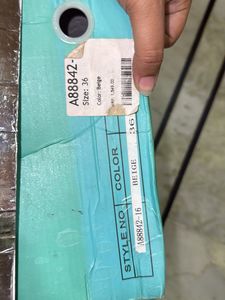 A88842-
Size: 36
Color: Beige
STYLE NO.
COLOR
A88842-16 BEIGE 36